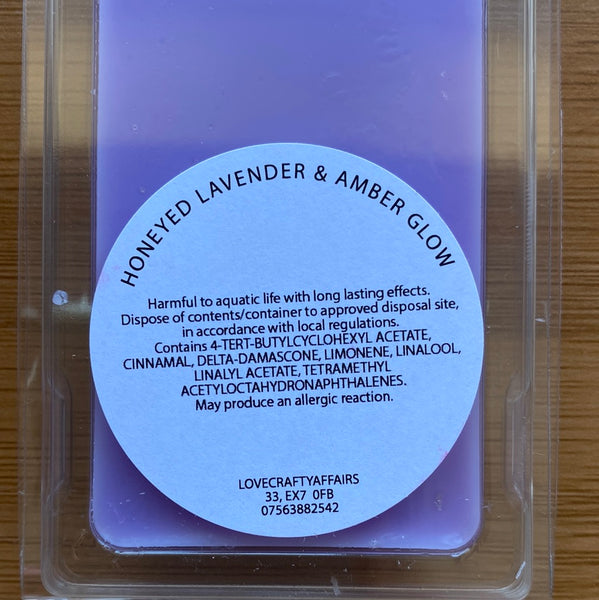 HONEYED LAVENDER & AMBER GLOW
Harmful to aquatic life with long lasting effects.
Dispose of contents/container to approved disposal site,
in accordance with local regulations.
Contains 4-TERT-BUTYLCYCLOHEXYL ACETATE,
CINNAMAL, DELTA-DAMASCONE, LIMONENE, LINALOOL,
LINALYL ACETATE, TETRAMETHYL
ACETYLOCTAHYDRONAPHTHALENES.
May produce an allergic reaction.
LOVECRAFTYAFFAIRS
33, EX7 0FB
07563882542